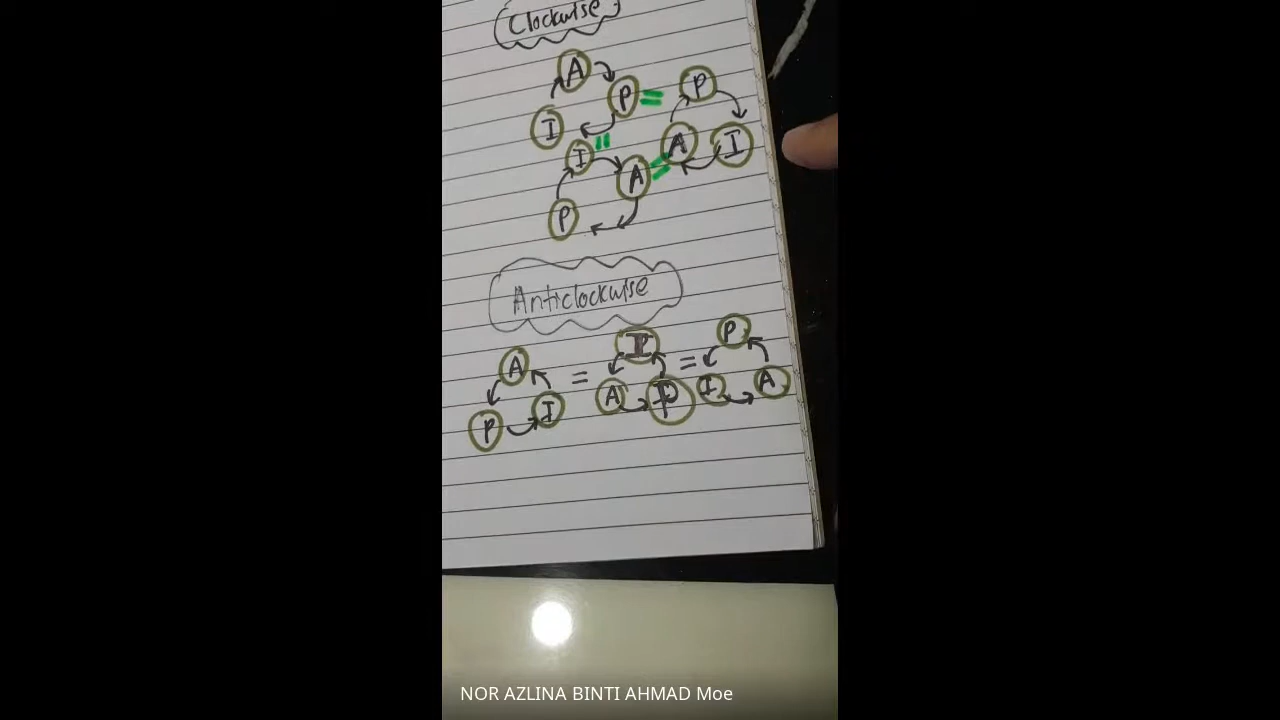 Clockwise
A
P = P
I
I
A = A I
P
Anticlockwise
A = I = P
P I A P I A
NOR AZLINA BINTI AHMAD Moe